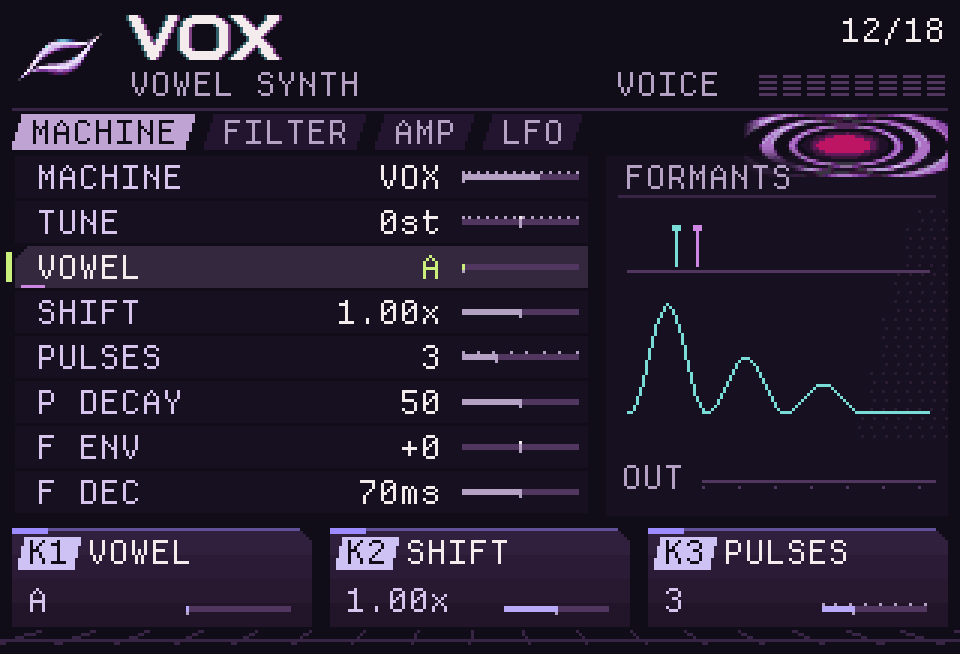 VOX
12/18
VOWEL SYNTH VOICE
MACHINE FILTER AMP LFO
MACHINE VOX
TUNE 0st
VOWEL A
SHIFT 1.00x
PULSES 3
P DECAY 50
F ENV +0
F DEC 70ms
FORMANTS
OUT
K1 VOWEL
A
K2 SHIFT
1.00x
K3 PULSES
3